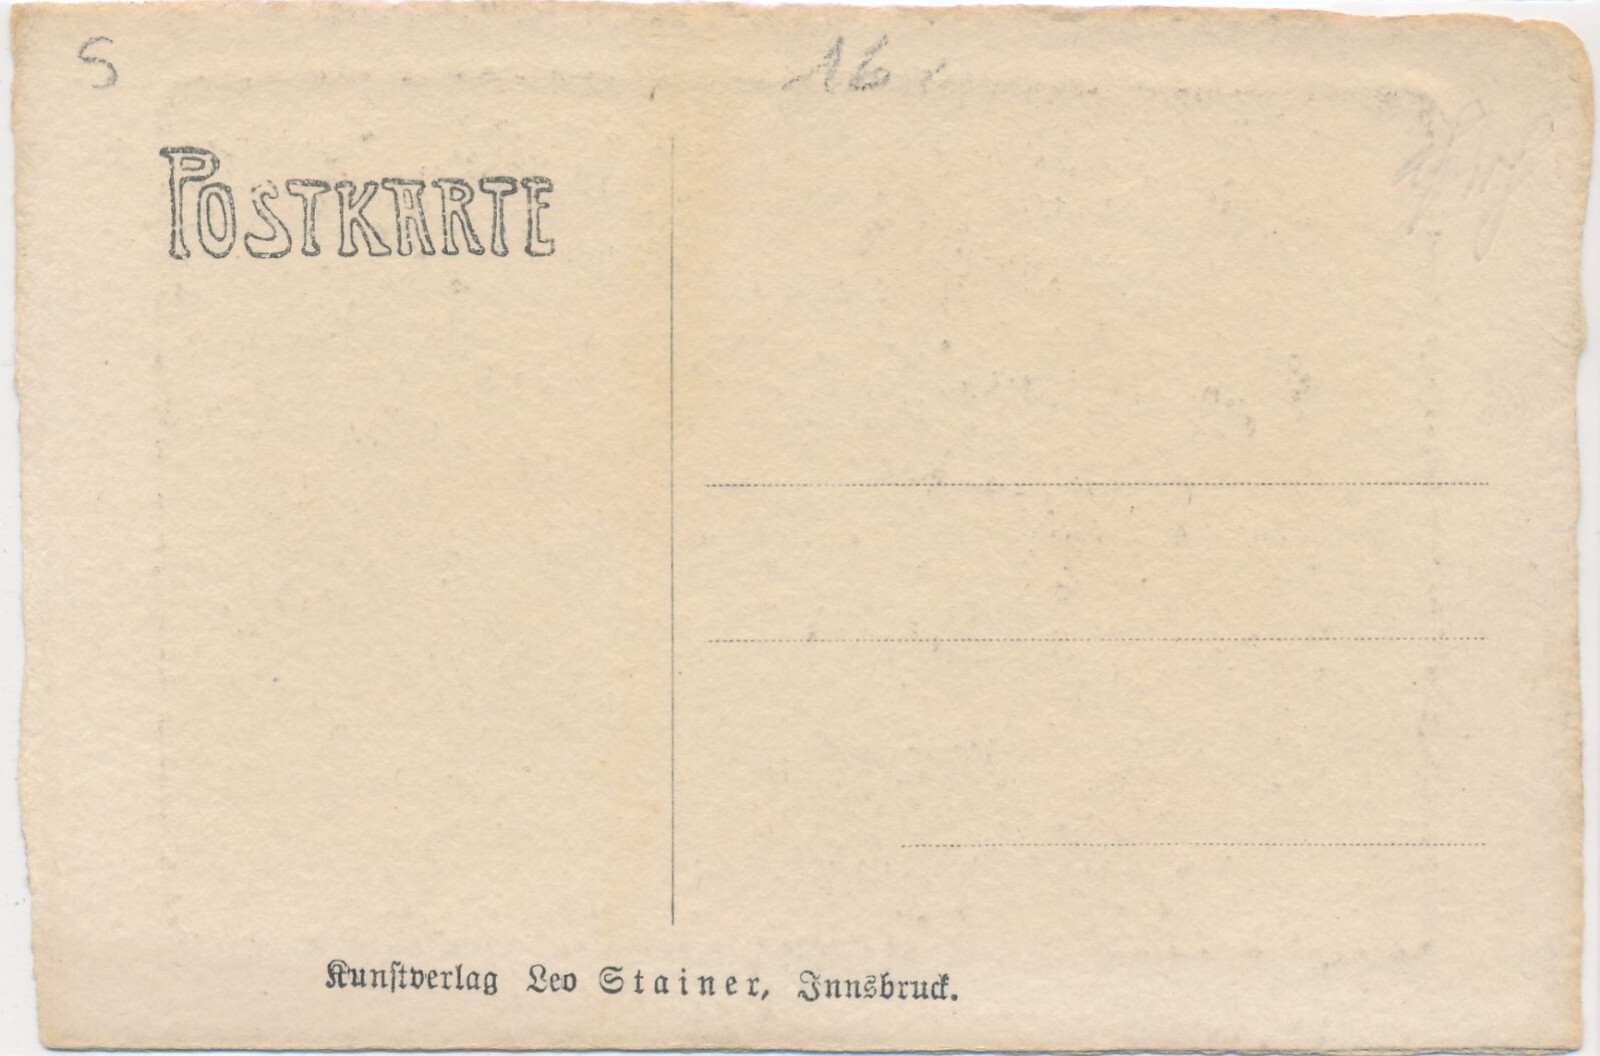 S
16
POSTKARTE
Kunstverlag Leo Stainer, Innsbruck.